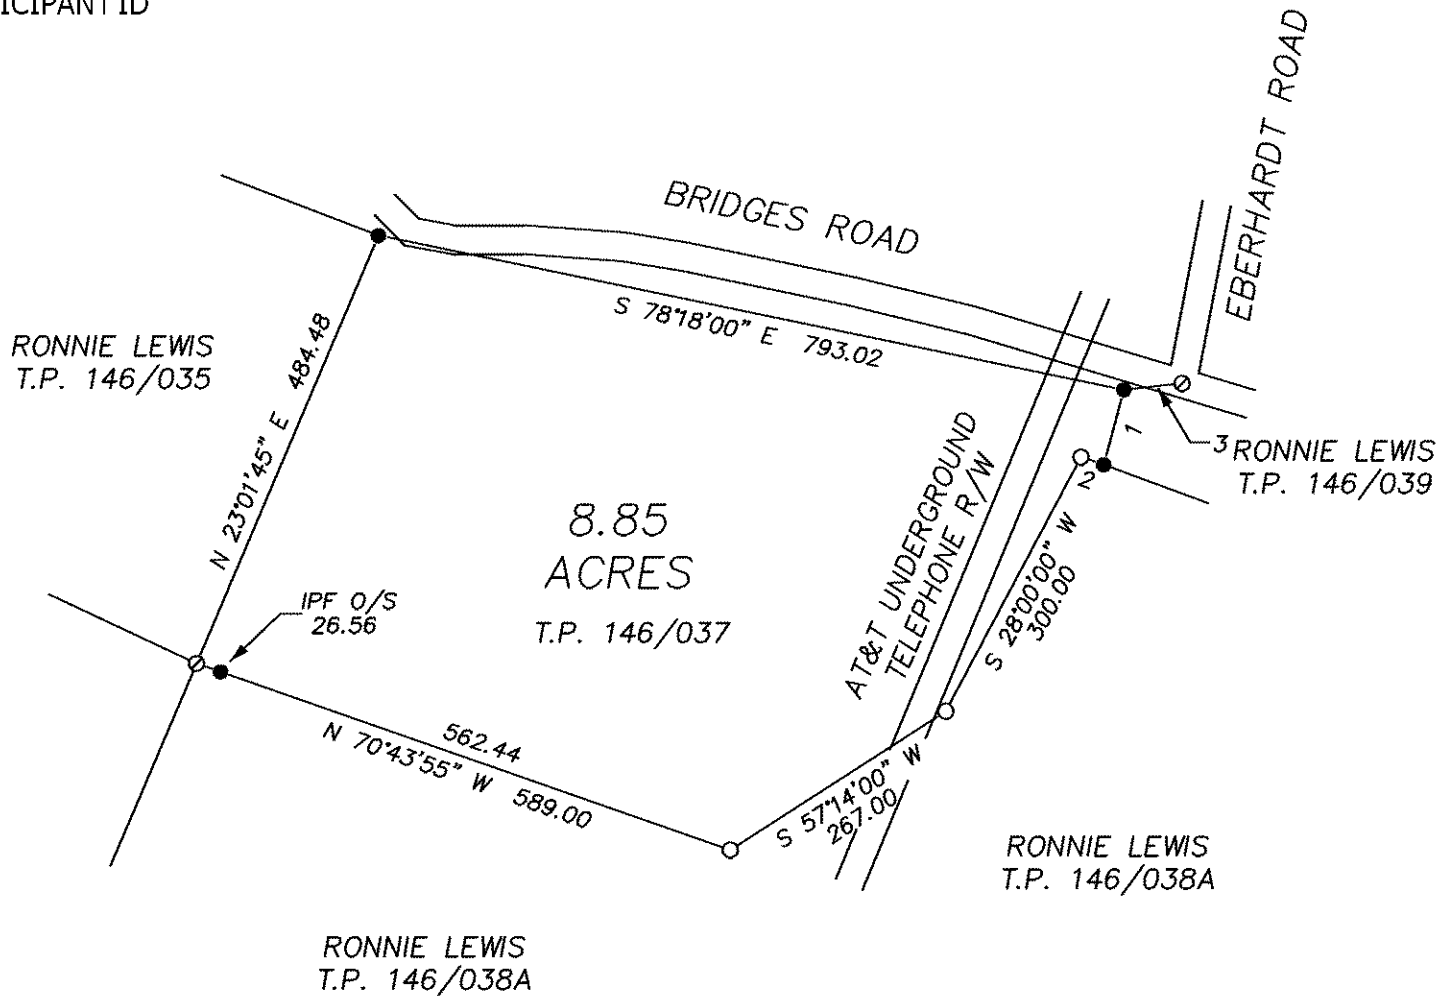 ICIPANT ID
EBERHARDT ROAD
BRIDGES ROAD
S 78°18'00" E 793.02
RONNIE LEWIS
T.P. 146/035
N 23°01'45" E 484.48
1
2
3
RONNIE LEWIS
T.P. 146/039
8.85
ACRES
T.P. 146/037
AT&T UNDERGROUND
TELEPHONE R/W
S 28°00'00" W
300.00
IPF O/S
26.56
562.44
N 70°43'55" W 589.00
S 57°14'00" W
267.00
RONNIE LEWIS
T.P. 146/038A
RONNIE LEWIS
T.P. 146/038A